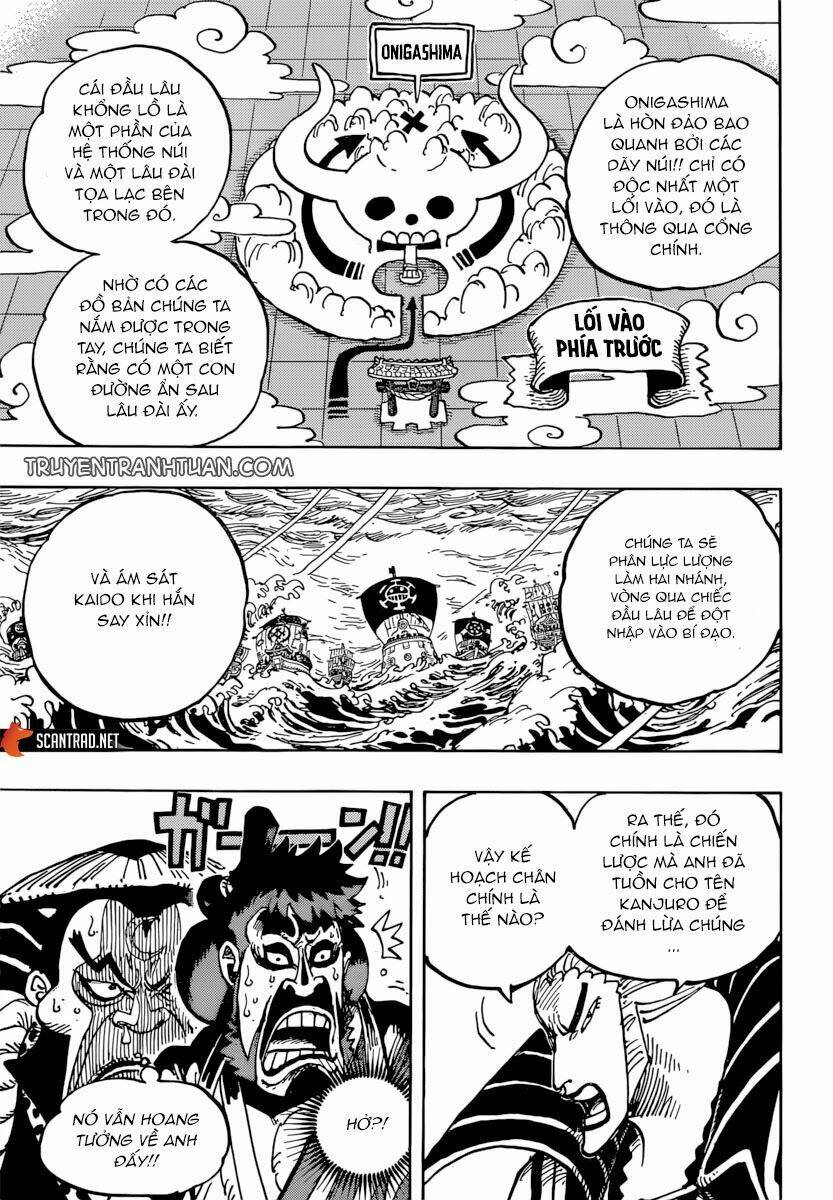 ONIGASHIMA
ONIGASHIMA
LÀ HÒN ĐẢO BAO
QUANH BỞI CÁC
DÃY NÚI!! CHỈ CÓ
ĐỘC NHẤT MỘT
LỐI VÀO, ĐÓ LÀ
THÔNG QUA CỔNG
CHÍNH.
CÁI ĐẦU LÂU
KHỔNG LỒ LÀ
MỘT PHẦN CỦA
HỆ THỐNG NÚI
VÀ MỘT LÂU ĐÀI
TỌA LẠC BÊN
TRONG ĐÓ.
NHỜ CÓ CÁC
ĐỒ BẢN CHÚNG TA
NẮM ĐƯỢC TRONG
TAY, CHÚNG TA BIẾT
RẰNG CÓ MỘT CON
ĐƯỜNG ẨN SAU
LÂU ĐÀI ẤY.
LỐI VÀO
PHÍA TRƯỚC
TRUYENTRANHTUAN.COM
CHÚNG TA SẼ
PHÂN LỰC LƯỢNG
LÀM HAI NHÁNH,
VÒNG QUA CHIẾC
ĐẦU LÂU ĐỂ ĐỘT
NHẬP VÀO BÍ ĐẠO.
VÀ ÁM SÁT
KAIDO KHI HẮN
SAY XỈN!!
SCANTRAD.NET
RA THẾ, ĐÓ
CHÍNH LÀ CHIẾN
LƯỢC MÀ ANH ĐÃ
TUỒN CHO TÊN
KANJURO ĐỂ
ĐÁNH LỪA CHÚNG
...
VẬY KẾ
HOẠCH CHÂN
CHÍNH LÀ
THẾ NÀO?
ガーーン!!
HỞ?!
NÓ VẪN HOANG
TƯỞNG VỀ ANH
ĐẤY!!